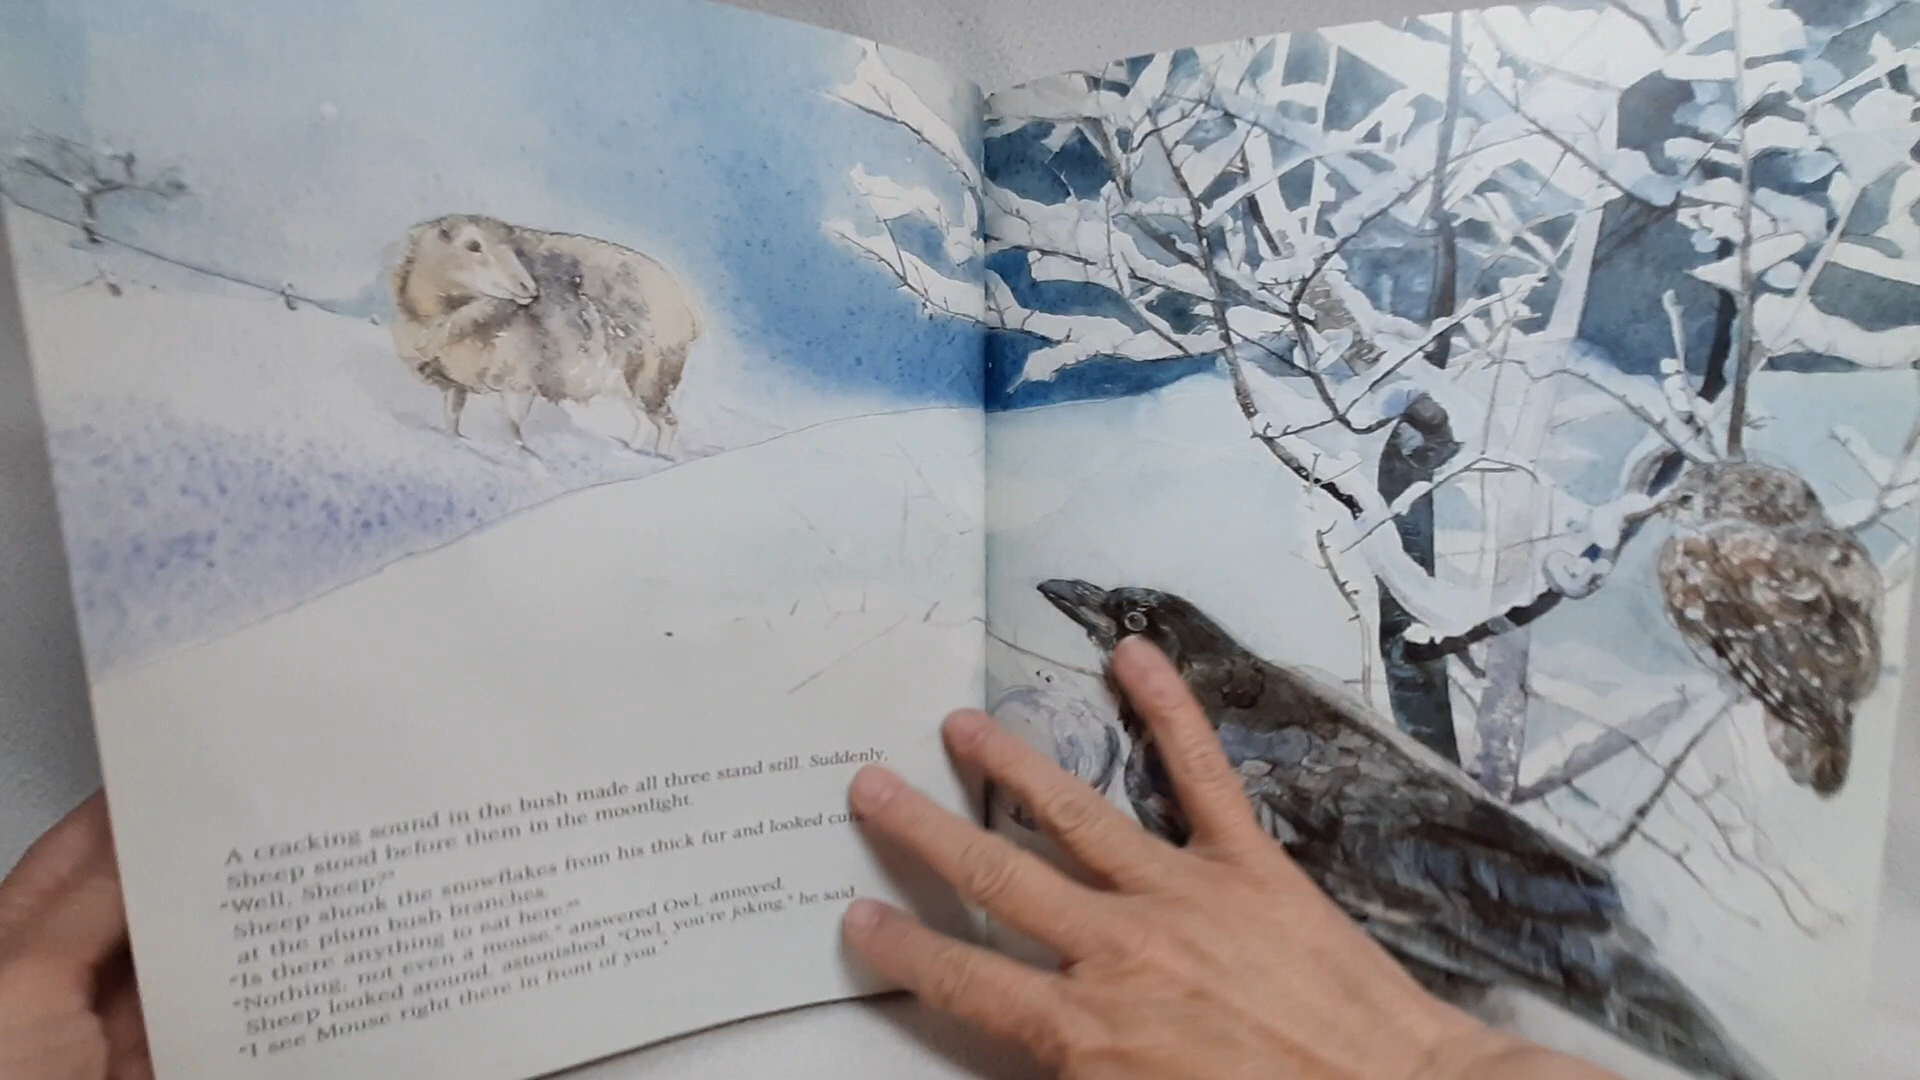 A cracking sound in the bush made all three stand still. Suddenly,
Sheep stood before them in the moonlight.
"Well, Sheep?"
Sheep shook the snowflakes from his thick fur and looked
at the plum bush branches.
"Is there anything to eat here?"
"Nothing, not even a mouse," answered Owl, annoyed.
Sheep looked around, astonished. "Owl, you're joking," he said.
"I see Mouse right there in front of you."